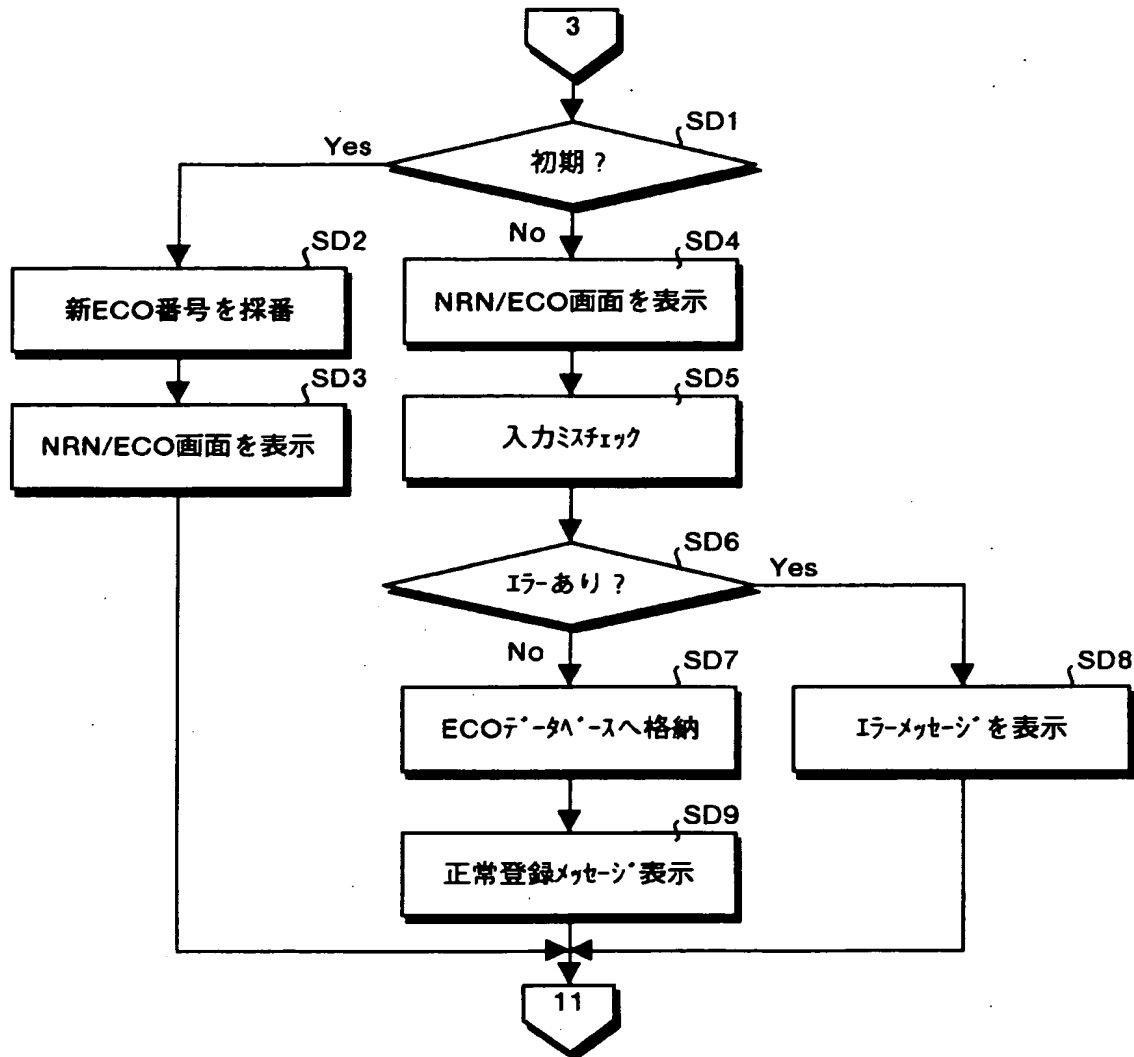 3
SD1
Yes
初期？
No
SD2
新ECO番号を採番
SD4
NRN/ECO画面を表示
SD3
NRN/ECO画面を表示
SD5
入力ﾐｽﾁｪｯｸ
SD6
ｴﾗｰあり？
Yes
No
SD7
ECOﾃﾞｰﾀﾍﾞｰｽへ格納
SD8
ｴﾗｰﾒｯｾｰｼﾞを表示
SD9
正常登録ﾒｯｾｰｼﾞ表示
11